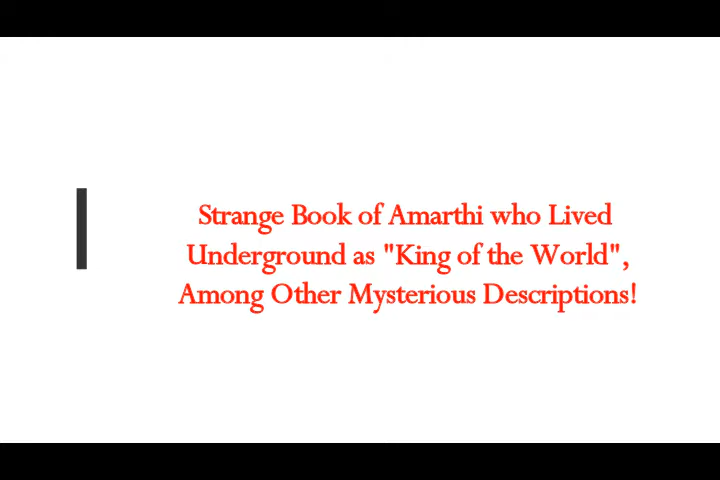 Strange Book of Amarthi who Lived
Underground as "King of the World",
Among Other Mysterious Descriptions!